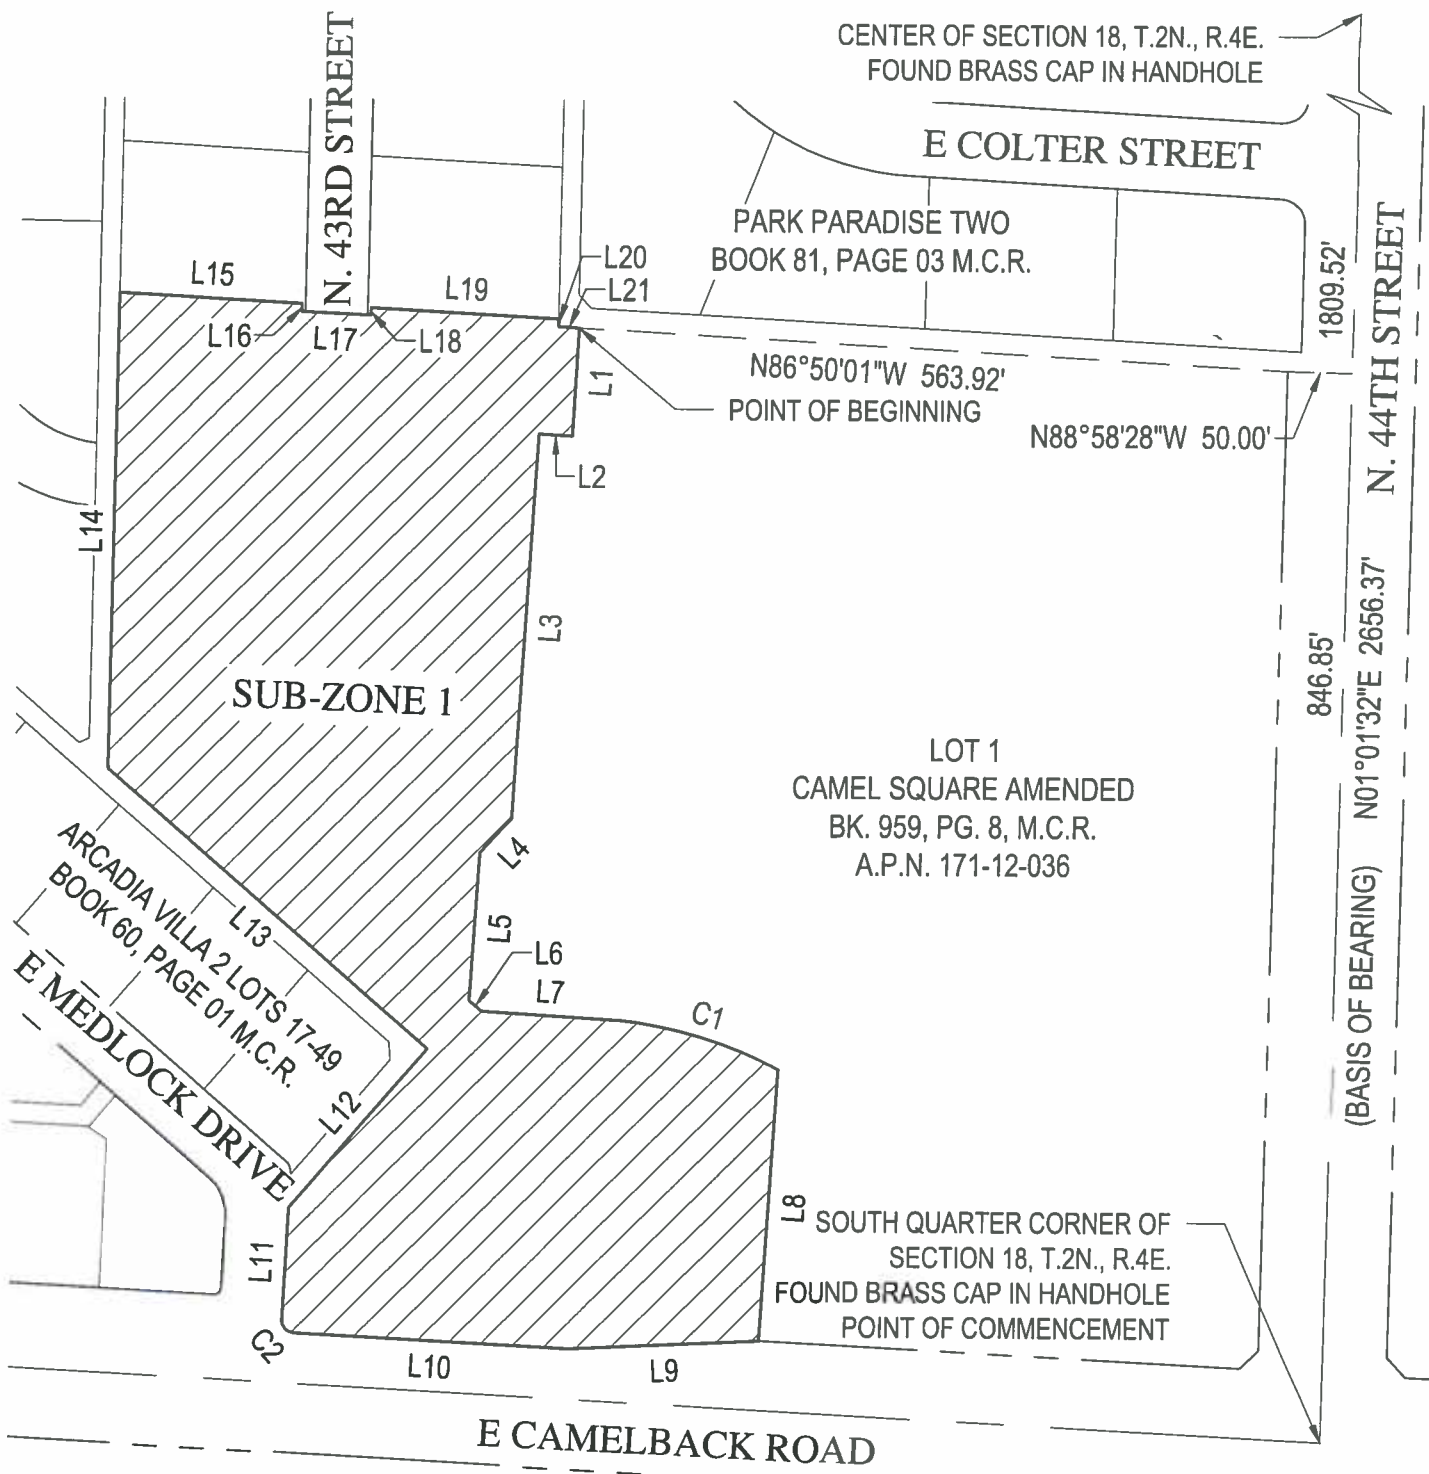 CENTER OF SECTION 18, T.2N., R.4E.
FOUND BRASS CAP IN HANDHOLE
N. 43RD STREET
E COLTER STREET
PARK PARADISE TWO
BOOK 81, PAGE 03 M.C.R.
1809.52'
N. 44TH STREET
L15
L19
L20
L21
L16
L17
L18
L1
N86°50'01"W 563.92'
POINT OF BEGINNING
N88°58'28"W 50.00'
L2
L14
L3
SUB-ZONE 1
846.85'
N01°01'32"E 2656.37'
(BASIS OF BEARING)
LOT 1
CAMEL SQUARE AMENDED
BK. 959, PG. 8, M.C.R.
A.P.N. 171-12-036
L4
ARCADIA VILLA 2 LOTS 17-49
BOOK 60, PAGE 01 M.C.R.
L13
L5
L6
L7
C1
E MEDLOCK DRIVE
L12
L8
SOUTH QUARTER CORNER OF
SECTION 18, T.2N., R.4E.
FOUND BRASS CAP IN HANDHOLE
POINT OF COMMENCEMENT
L11
C2
L10
L9
E CAMELBACK ROAD